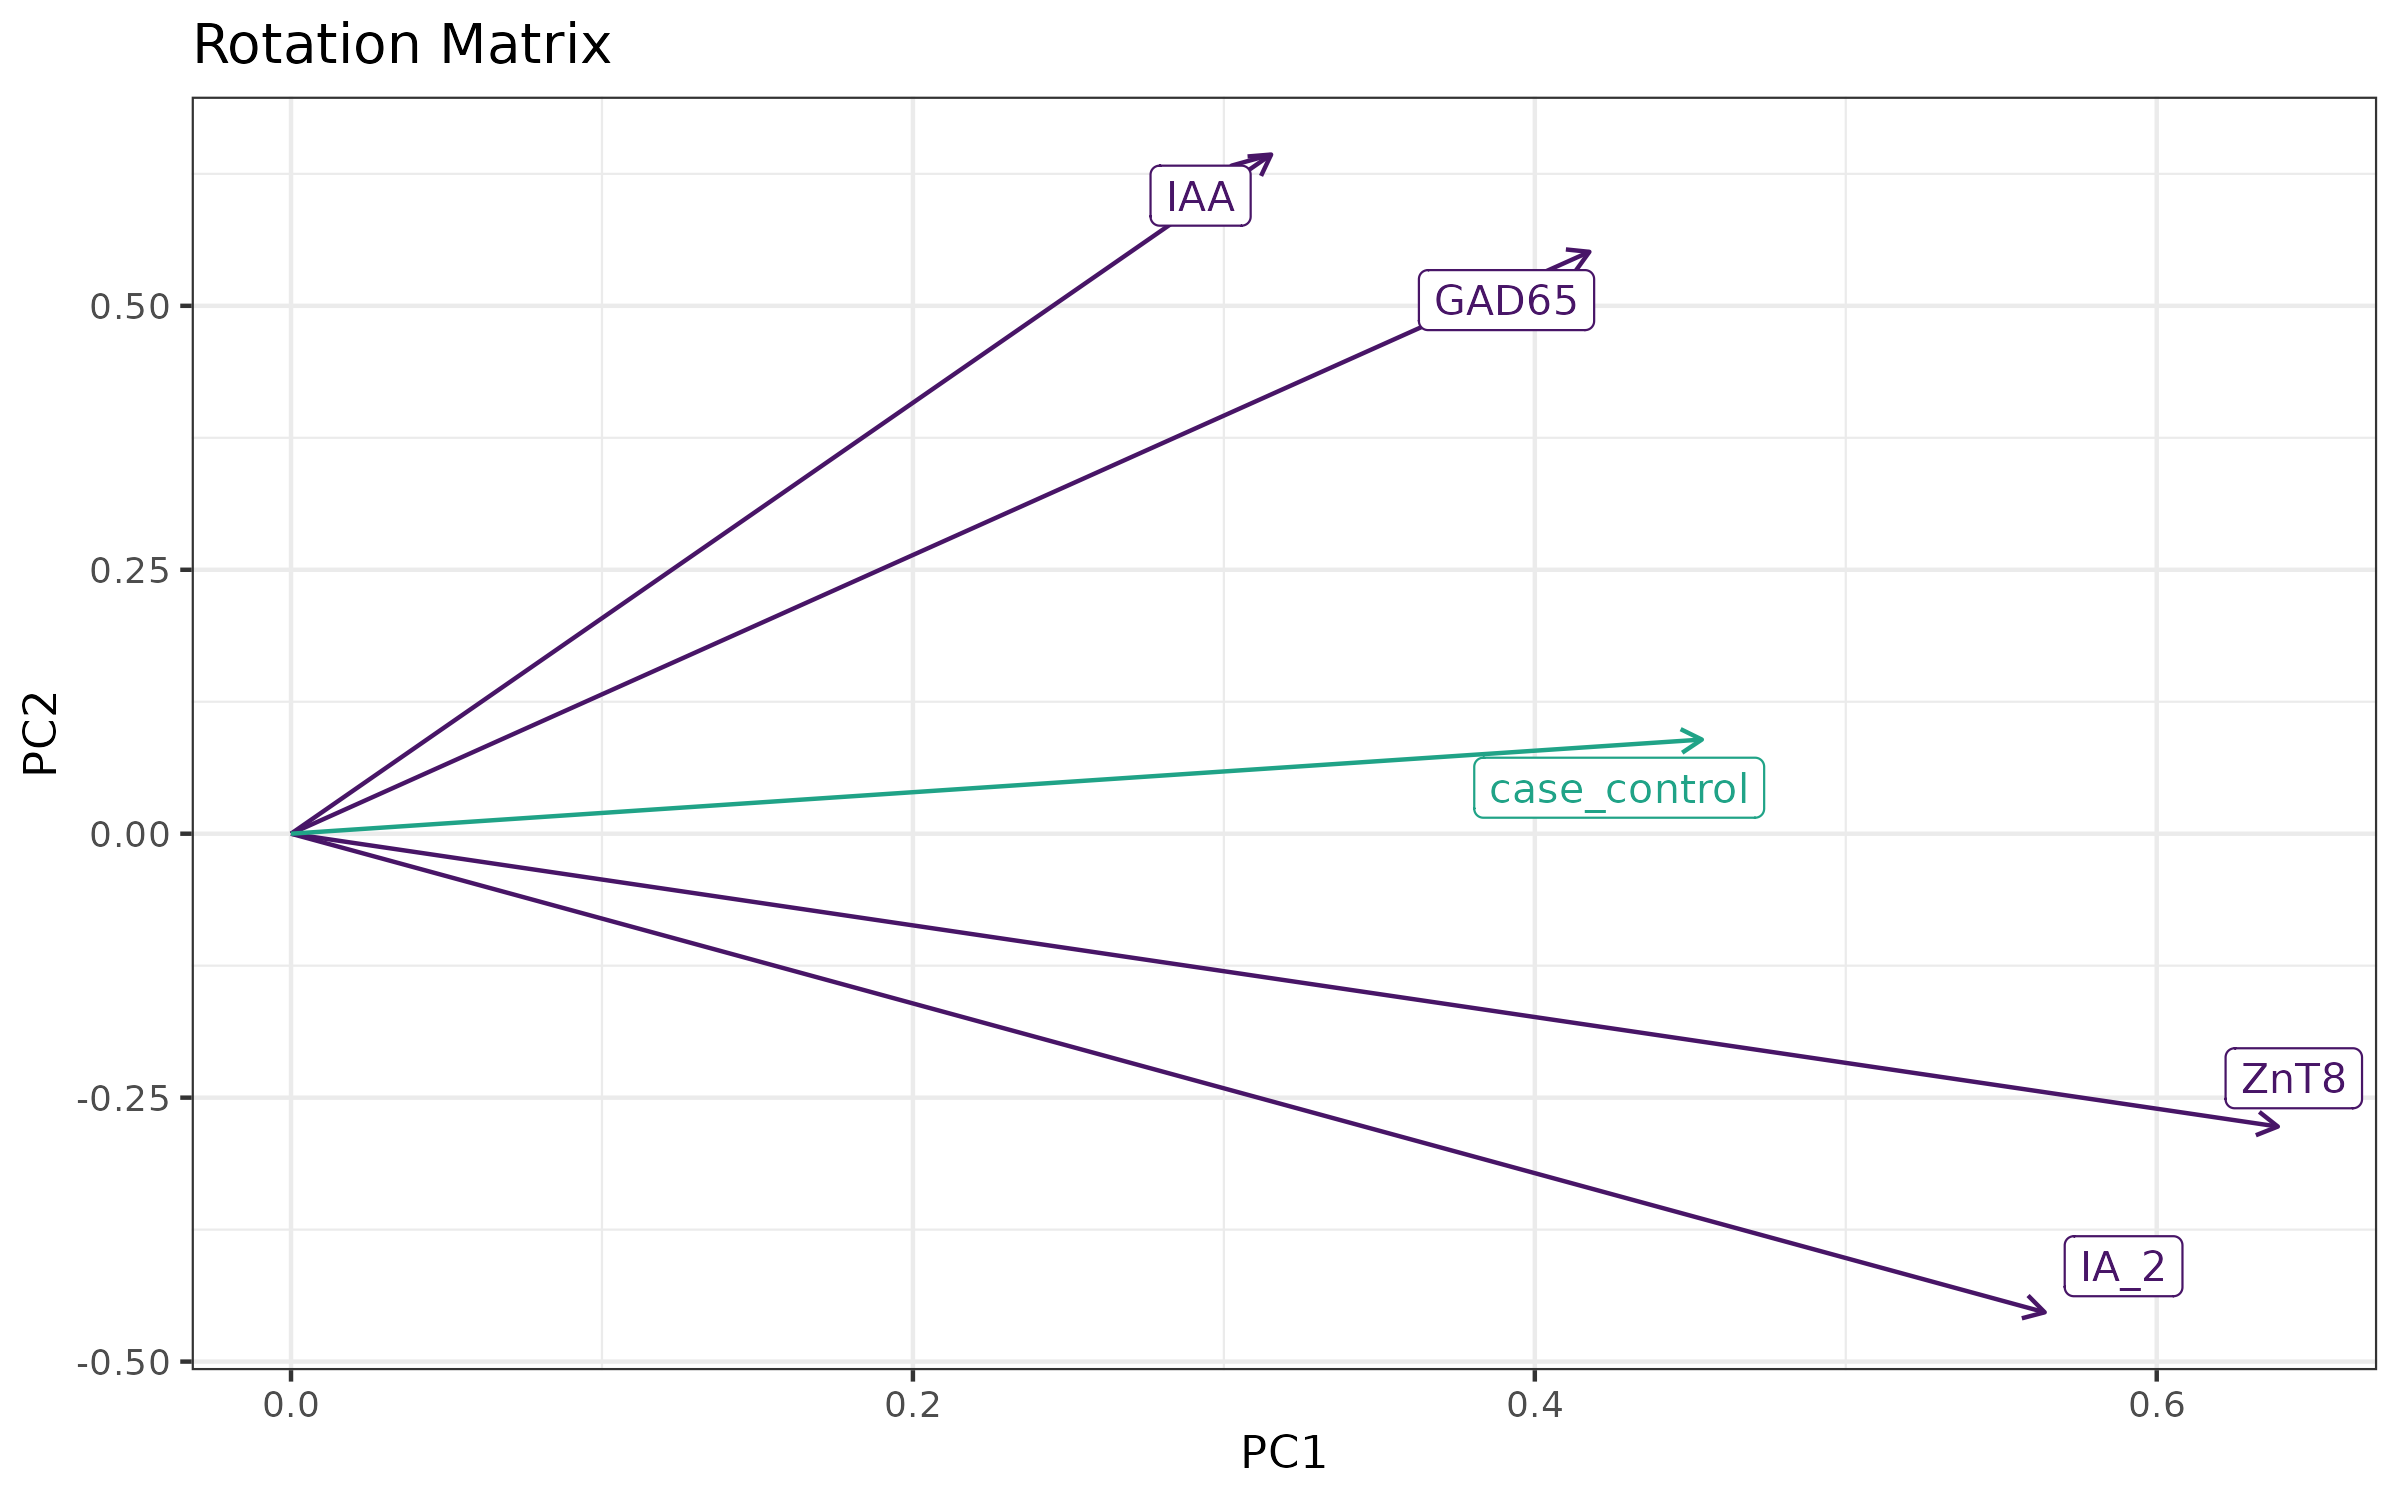 Rotation Matrix
IAA
GAD65
case_control
ZnT8
IA_2
0.50
0.25
0.00
-0.25
-0.50
PC2
0.0 0.2 0.4 0.6
PC1